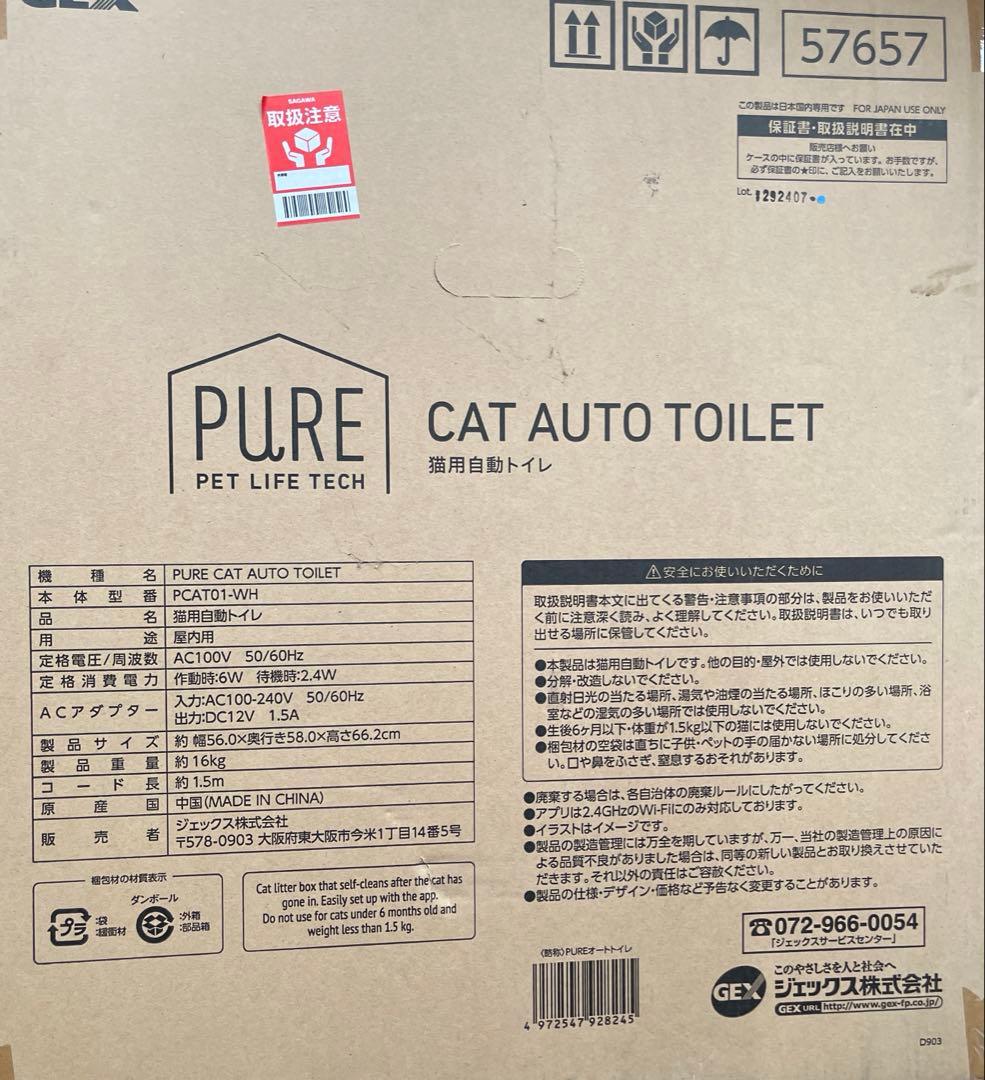 GEX
57657
SAGAWA
取扱注意
この製品は日本国内専用です FOR JAPAN USE ONLY
保証書・取扱説明書在中
販売店様へお願い
ケースの中に保証書が入っています。お手数ですが、
必ず保証書の★印に、ご記入をお願いいたします。
Lot. 292407
PURE
PET LIFE TECH
CAT AUTO TOILET
猫用自動トイレ
機種名 PURE CAT AUTO TOILET
本体型番 PCAT01-WH
品名 猫用自動トイレ
用途 屋内用
定格電圧/周波数 AC100V 50/60Hz
定格消費電力 作動時:6W 待機時:2.4W
ACアダプター 入力:AC100-240V 50/60Hz
出力:DC12V 1.5A
製品サイズ 約 幅56.0×奥行き58.0×高さ66.2cm
製品重量 約 16kg
コード長 約 1.5m
原産国 中国(MADE IN CHINA)
販売者 ジェックス株式会社
〒578-0903 大阪府東大阪市今米1丁目14番5号
梱包材の材質表示
ダンボール
プラ :袋 :緩衝材
:外箱 :部品箱
Cat litter box that self-cleans after the cat has
gone in. Easily set up with the app.
Do not use for cats under 6 months old and
weight less than 1.5 kg.
⚠安全にお使いいただくために
取扱説明書本文に出てくる警告・注意事項の部分は、製品をお使いいただ
く前に注意深く読み、よく理解してください。取扱説明書は、いつでも取り
出せる場所に保管してください。
●本製品は猫用自動トイレです。他の目的・屋外では使用しないでください。
●分解・改造しないでください。
●直射日光の当たる場所、湯気や油煙の当たる場所、ほこりの多い場所、浴
室などの湿気の多い場所では使用しないでください。
●生後6ヶ月以下・体重が1.5kg以下の猫には使用しないでください。
●梱包材の空袋は直ちに子供・ペットの手の届かない場所に処分してくださ
い。口や鼻をふさぎ、窒息するおそれがあります。
●廃棄する場合は、各自治体の廃棄ルールにしたがってください。
●アプリは2.4GHzのWi-Fiにのみ対応しております。
●イラストはイメージです。
●製品の製造管理には万全を期していますが、万一、当社の製造管理上の原因に
よる品質不良がありました場合は、同等の新しい製品とお取り換えさせていた
だきます。それ以外の責任はご容赦ください。
●製品の仕様・デザイン・価格など予告なく変更することがあります。
☎072-966-0054
「ジェックスサービスセンター」
〈略称〉PUREオートトイレ
4 972547 928245
GEX
このやさしさを人と社会へ
ジェックス株式会社
GEX URL http://www.gex-fp.co.jp/
D903